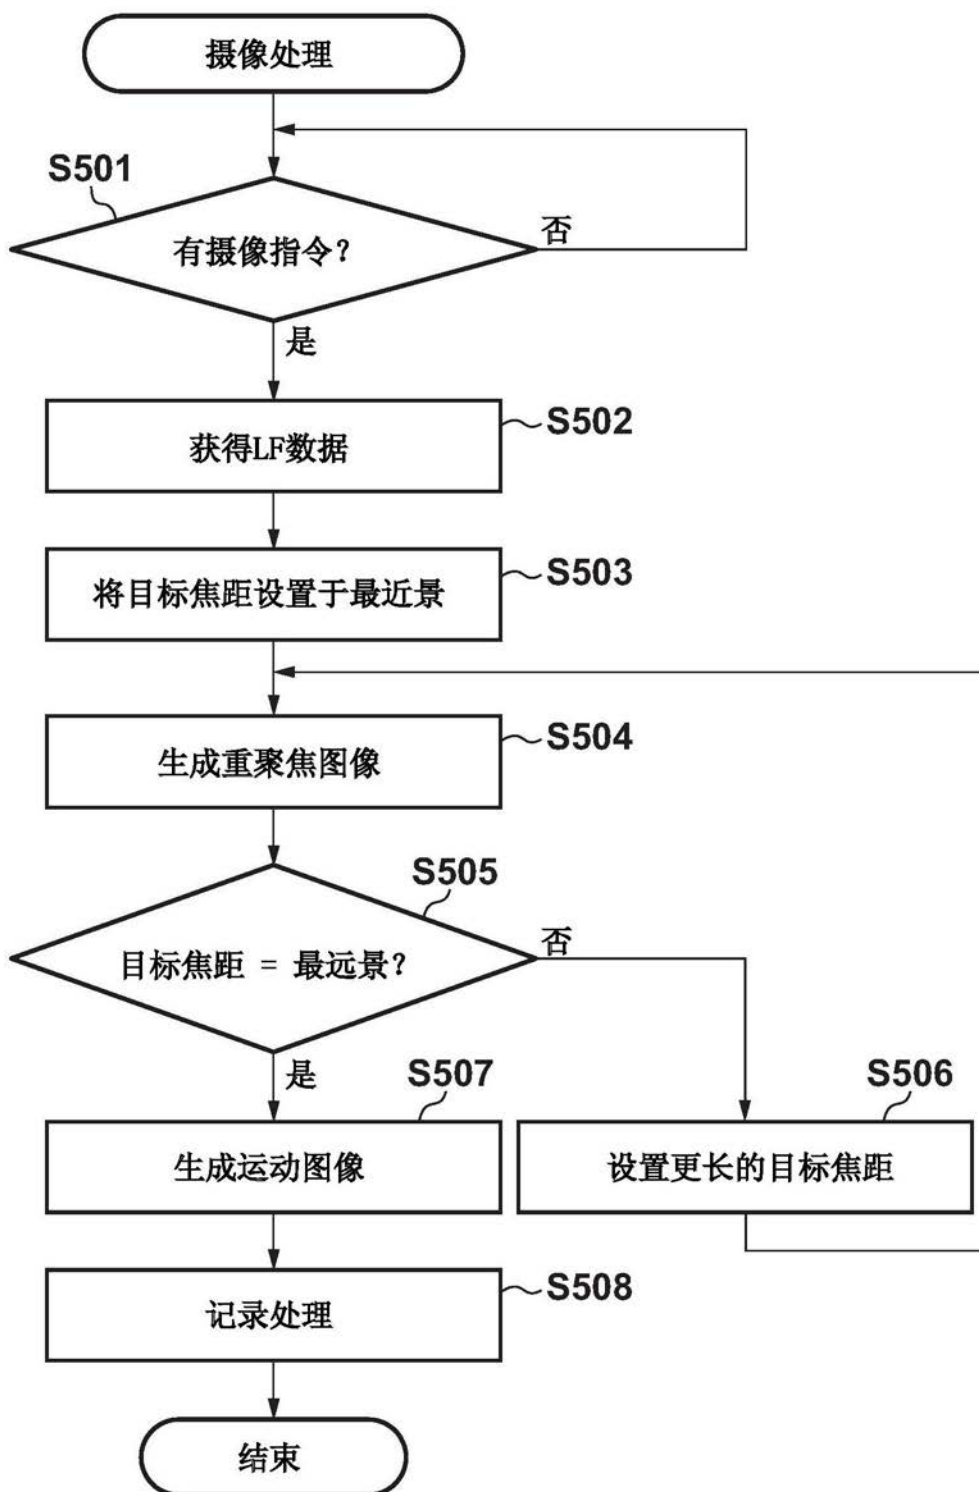 摄像处理
S501
有摄像指令?
否
是
获得LF数据
S502
将目标焦距设置于最近景
S503
生成重聚焦图像
S504
S505
目标焦距 = 最远景?
否
是
S507
生成运动图像
S506
设置更长的目标焦距
记录处理
S508
结束